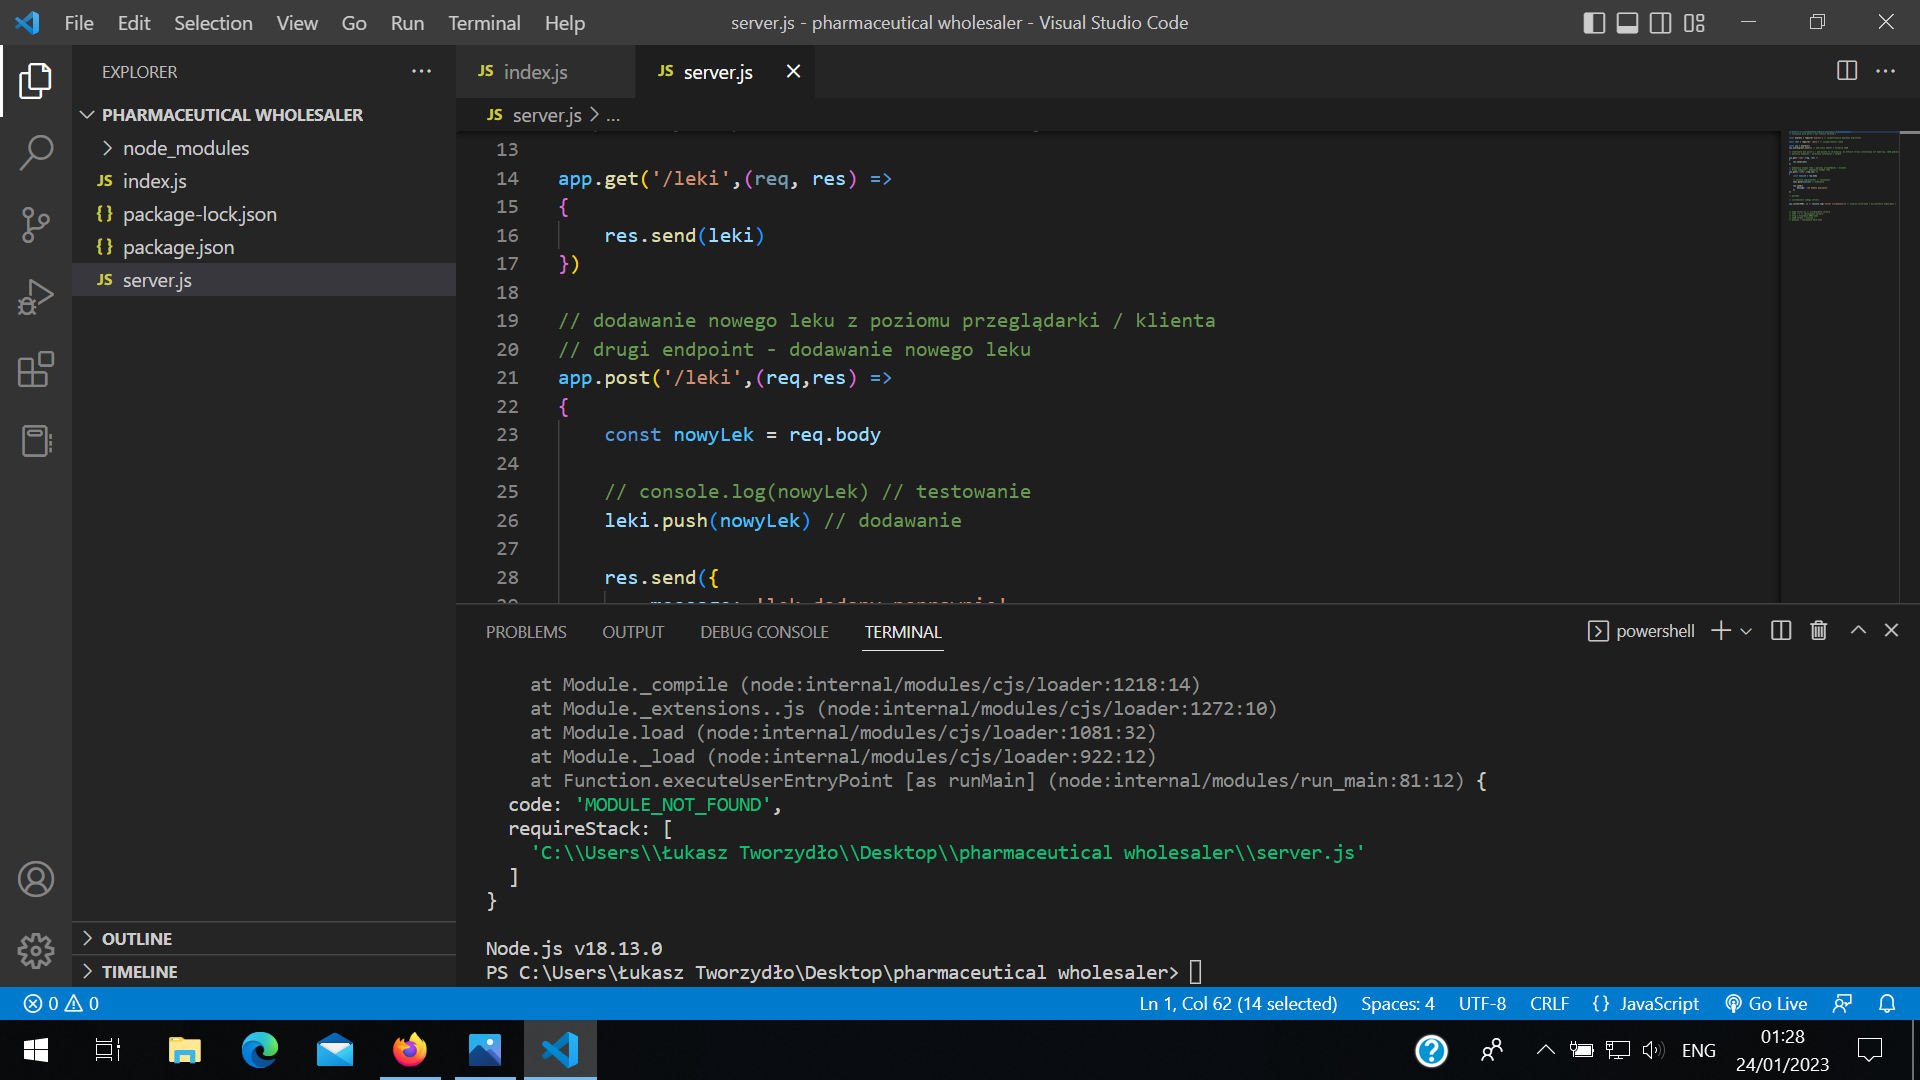 File Edit Selection View Go Run Terminal Help
server.js - pharmaceutical wholesaler - Visual Studio Code
EXPLORER
PHARMACEUTICAL WHOLESALER
node_modules
JS index.js
{} package-lock.json
{} package.json
JS server.js
OUTLINE
TIMELINE
JS index.js
JS server.js
JS server.js > ...
13
14 app.get('/leki',(req, res) =>
15 {
16 res.send(leki)
17 })
18
19 // dodawanie nowego leku z poziomu przeglądarki / klienta
20 // drugi endpoint - dodawanie nowego leku
21 app.post('/leki',(req,res) =>
22 {
23 const nowyLek = req.body
24
25 // console.log(nowyLek) // testowanie
26 leki.push(nowyLek) // dodawanie
27
28 res.send({
PROBLEMS OUTPUT DEBUG CONSOLE TERMINAL
powershell
at Module._compile (node:internal/modules/cjs/loader:1218:14)
at Module._extensions..js (node:internal/modules/cjs/loader:1272:10)
at Module.load (node:internal/modules/cjs/loader:1081:32)
at Module._load (node:internal/modules/cjs/loader:922:12)
at Function.executeUserEntryPoint [as runMain] (node:internal/modules/run_main:81:12) {
code: 'MODULE_NOT_FOUND',
requireStack: [
'C:\\Users\\Łukasz Tworzydło\\Desktop\\pharmaceutical wholesaler\\server.js'
]
}
Node.js v18.13.0
PS C:\Users\Łukasz Tworzydło\Desktop\pharmaceutical wholesaler>
0 0
Ln 1, Col 62 (14 selected) Spaces: 4 UTF-8 CRLF {} JavaScript Go Live
ENG
01:28
24/01/2023